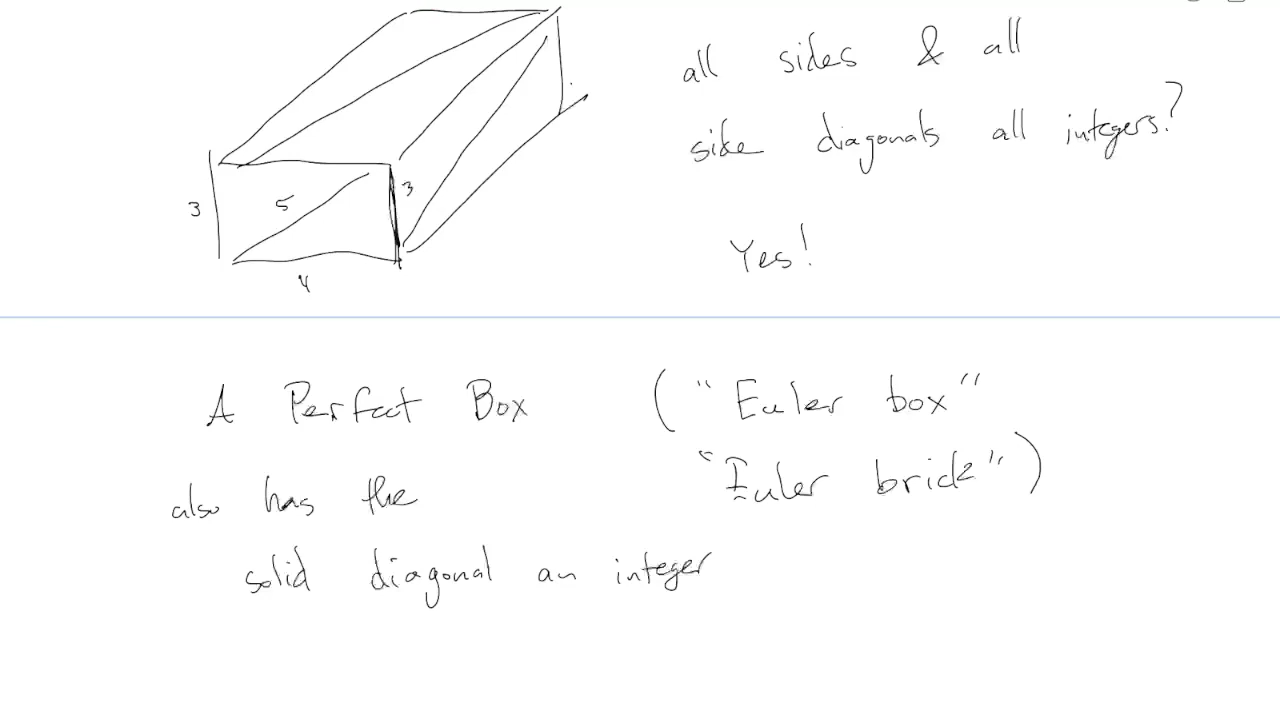 all sides & all
side diagonals all integers?
3
5
3
4
Yes!
A Perfect Box ("Euler box"
"Euler brick")
also has the
solid diagonal an integer